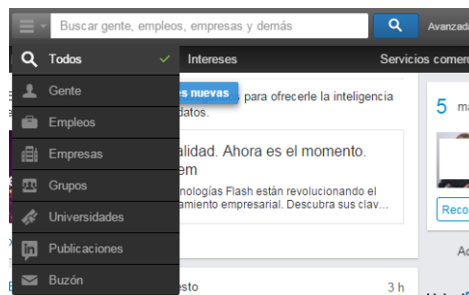 Buscar gente, empleos, empresas y demás
Avanzada
Todos
Intereses
Servicios comer
Gente
s nuevas
para ofrecerle la inteligencia
Empleos
datos.
5
Empresas
alidad. Ahora es el momento.
em
Grupos
nologías Flash están revolucionando el
amiento empresarial. Descubra sus clav...
Universidades
Reco
Publicaciones
in
Buzón
esto
3 h